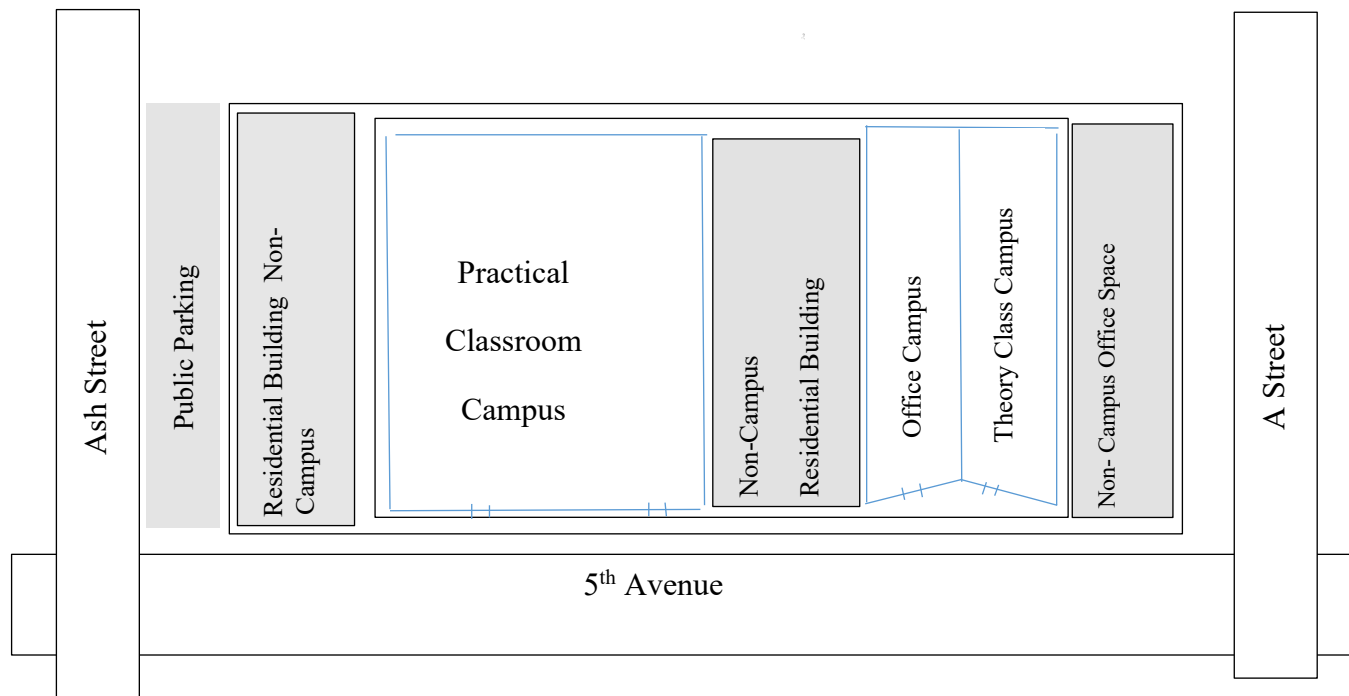 Ash Street
Public Parking
Residential Building Non-
Campus
Practical
Classroom
Campus
Non-Campus
Residential Building
Office Campus
Theory Class Campus
Non- Campus Office Space
A Street
5th Avenue